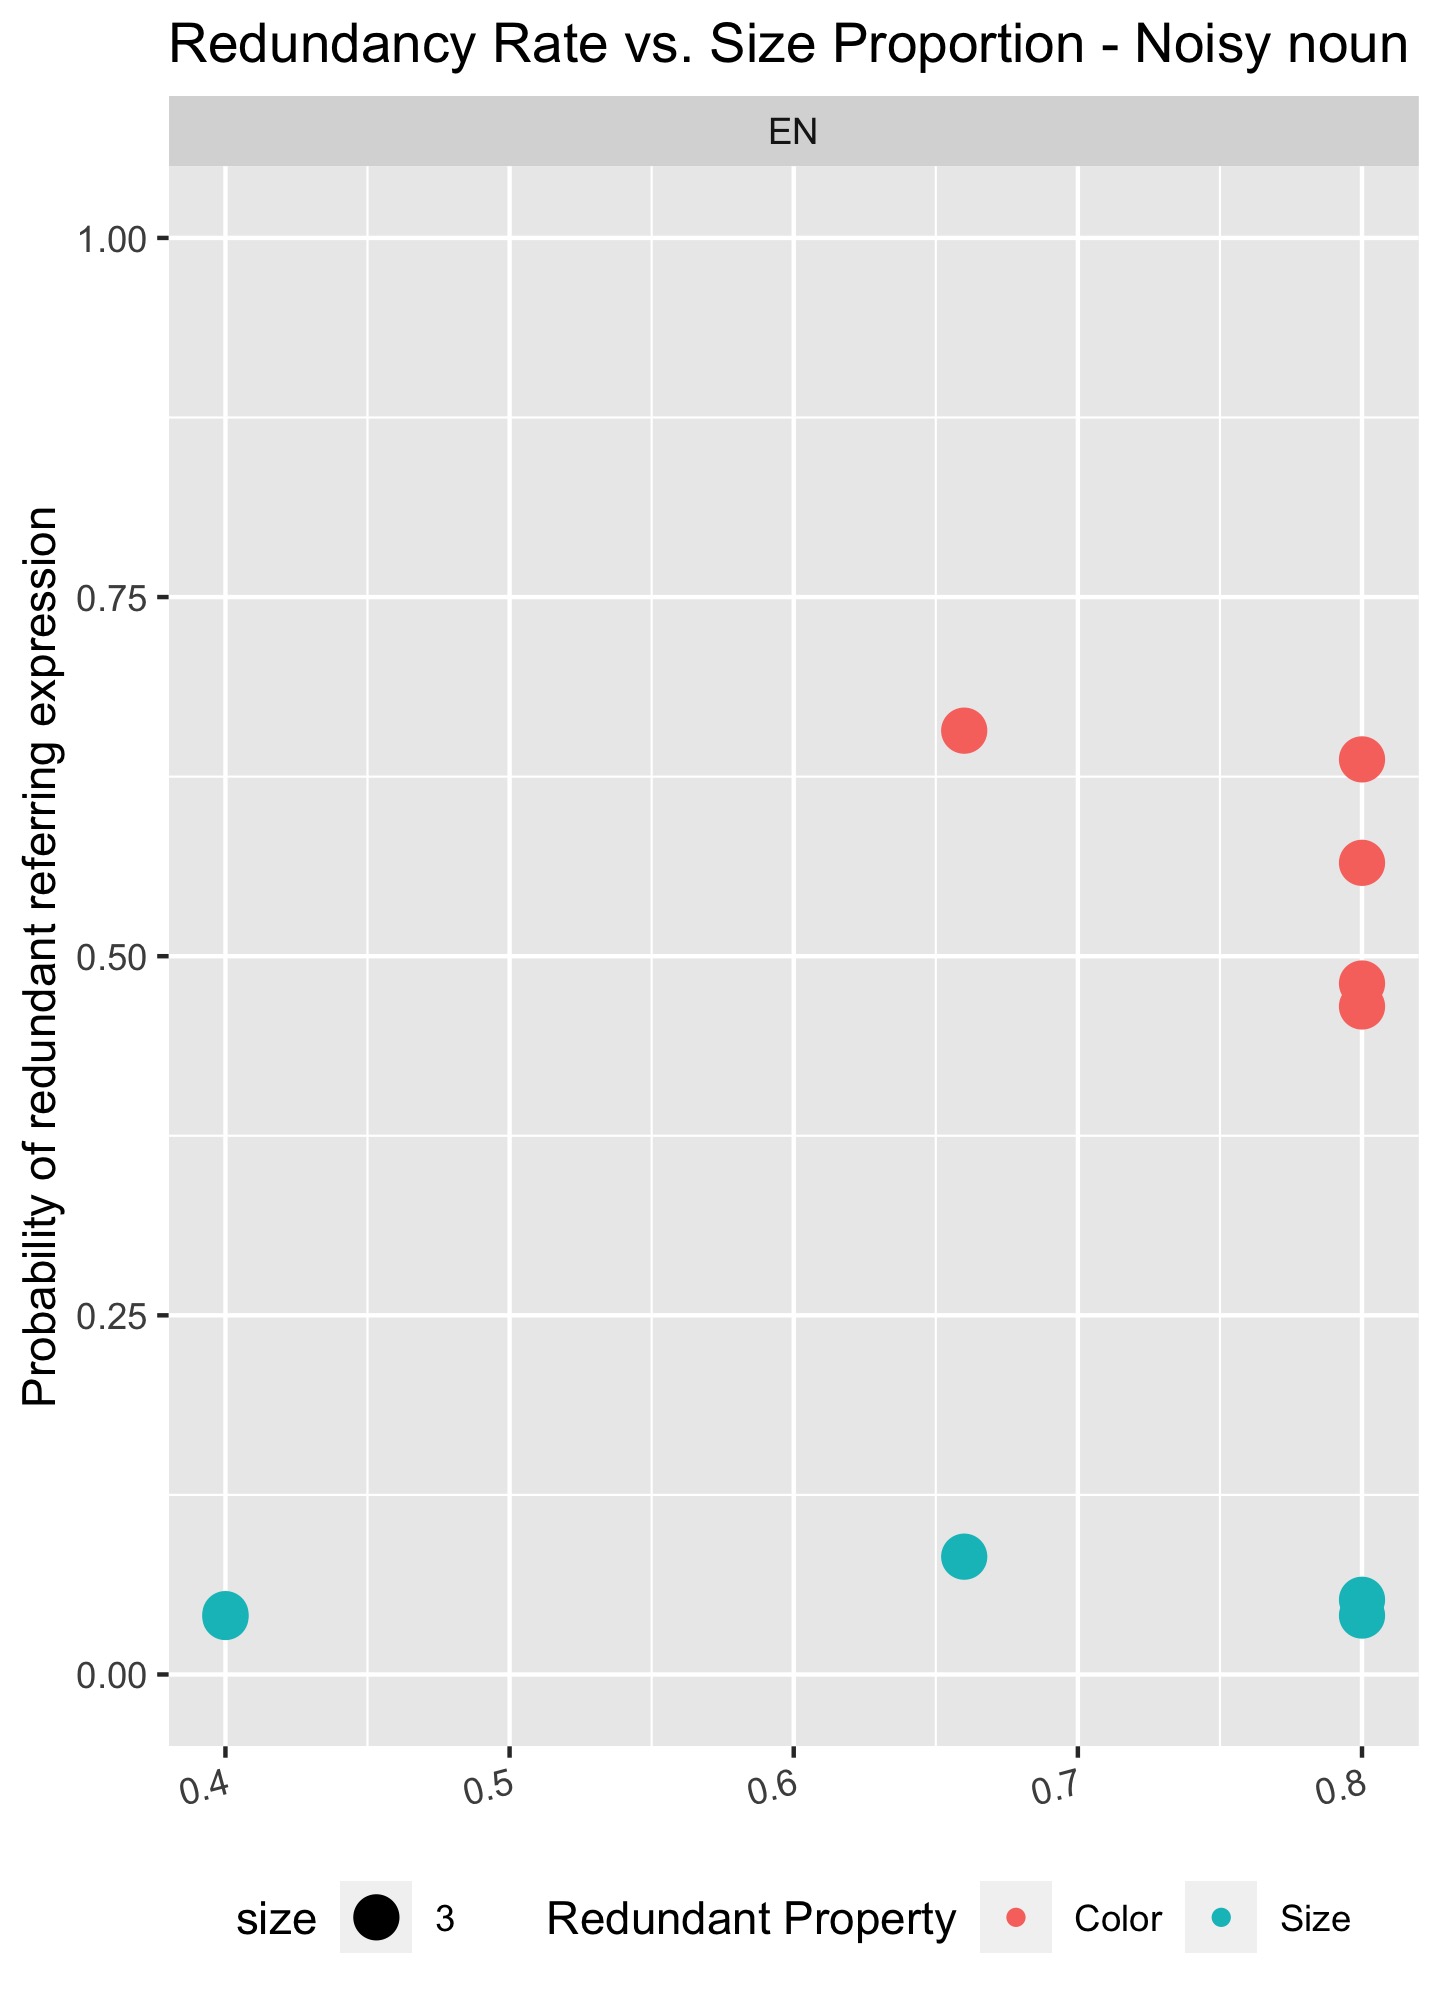 Redundancy Rate vs. Size Proportion - Noisy noun
EN
Probability of redundant referring expression
1.00
0.75
0.50
0.25
0.00
0.4
0.5
0.6
0.7
0.8
size
3
Redundant Property
Color
Size